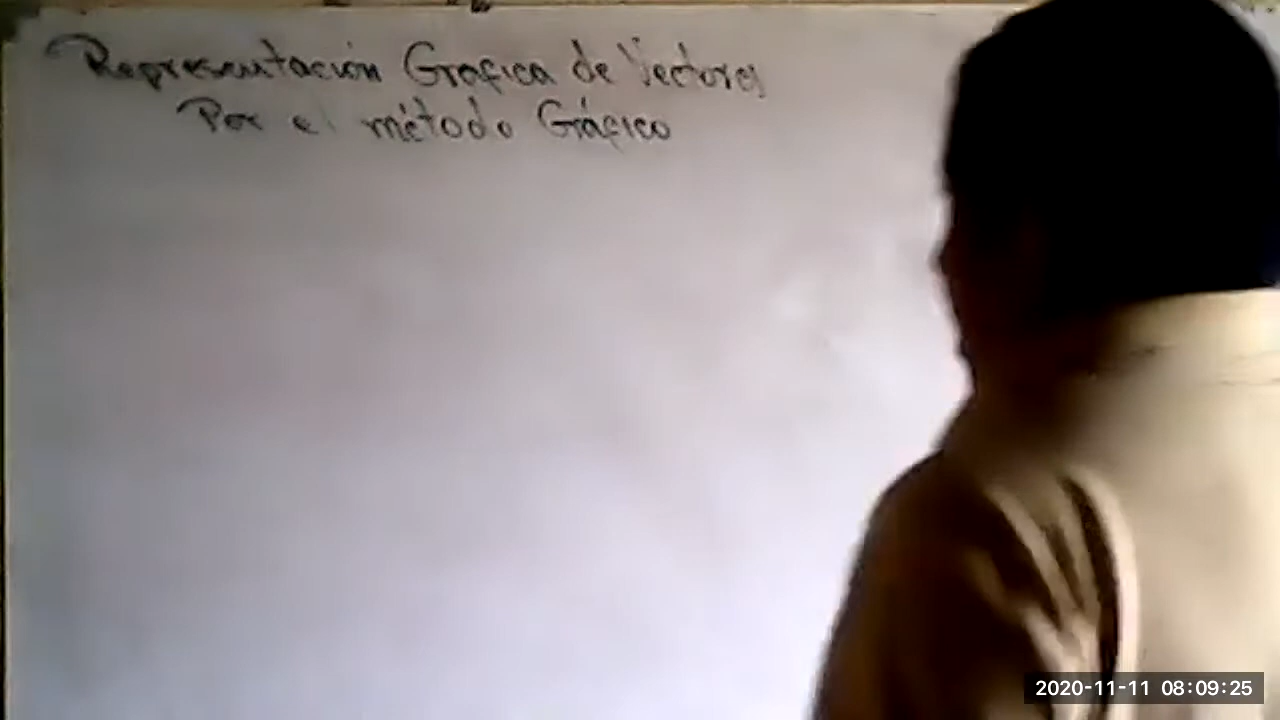 Representación Grafica de Vectores
Por el método Gráfico
2020-11-11 08:09:25